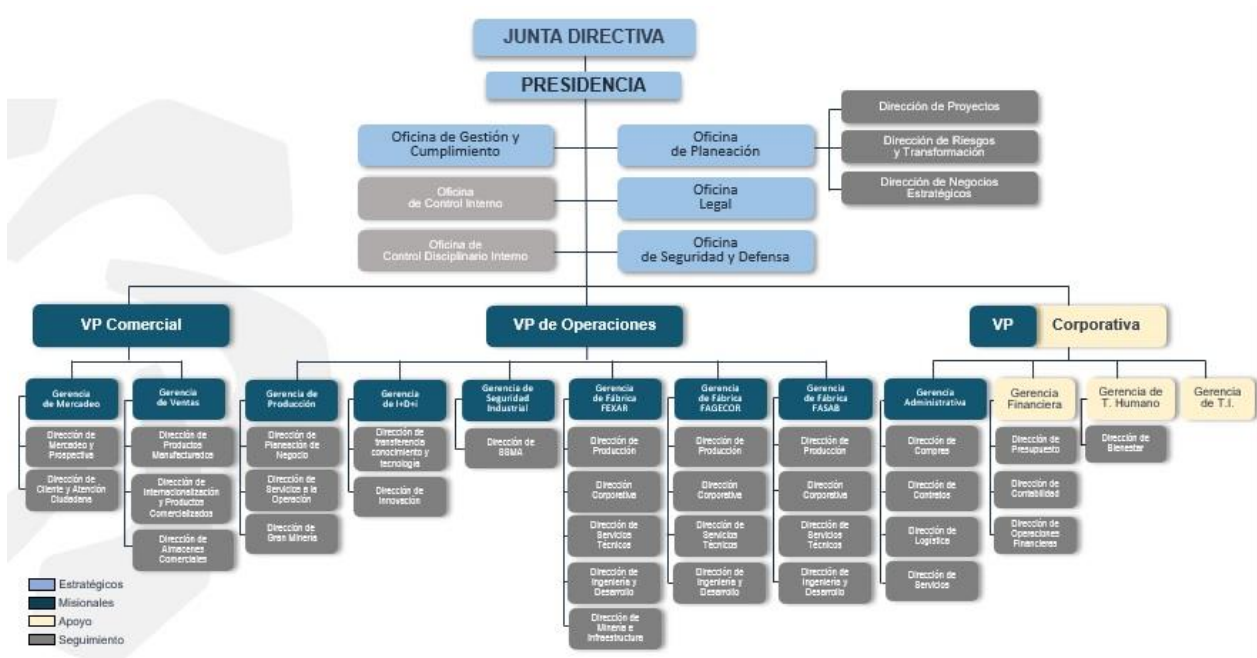 JUNTA DIRECTIVA
PRESIDENCIA
Oficina de Gestión y
Cumplimiento
Oficina
de Planeación
Dirección de Proyectos
Dirección de Riesgos
y Transformación
Dirección de Negocios
Estratégicos
Oficina
de Control Interno
Oficina
Legal
Oficina de
Control Disciplinario Interno
Oficina
de Seguridad y Defensa
VP Comercial
VP de Operaciones
VP Corporativa
Gerencia
de Mercadeo
Dirección de
Mercadeo y
Prospectiva
Dirección de
Cliente y Atención
Ciudadana
Gerencia
de Ventas
Dirección de
Productos
Manufacturados
Dirección de
Internacionalización
y Productos
Comercializados
Dirección de
Almacenes
Comerciales
Gerencia de
Producción
Dirección de
Planeación de
Negocio
Dirección de
Servicios a la
Operación
Dirección de
Gran Minería
Gerencia
de I+D+i
Dirección de
transferencia
conocimiento y
tecnología
Dirección de
Innovación
Gerencia de
Seguridad
Industrial
Dirección de
Gerencia
de Fábrica
FEXAR
Dirección de
Producción
Dirección
Corporativa
Dirección de
Servicios
Técnicos
Dirección de
Ingeniería y
Desarrollo
Dirección de
Minería e
Infraestructura
Gerencia
de Fábrica
FAGECOR
Dirección de
Producción
Dirección
Corporativa
Dirección de
Servicios
Técnicos
Dirección de
Ingeniería y
Desarrollo
Gerencia
de Fábrica
FASAB
Dirección de
Producción
Dirección
Corporativa
Dirección de
Servicios
Técnicos
Dirección de
Ingeniería y
Desarrollo
Gerencia
Administrativa
Dirección de
Compras
Dirección de
Contratos
Dirección de
Logística
Dirección de
Servicios
Gerencia
Financiera
Dirección de
Presupuesto
Dirección de
Contabilidad
Dirección de
Operaciones
Financieras
Gerencia de
T. Humano
Dirección de
Bienestar
Gerencia
de T.I.
Estratégicos
Misionales
Apoyo
Seguimiento